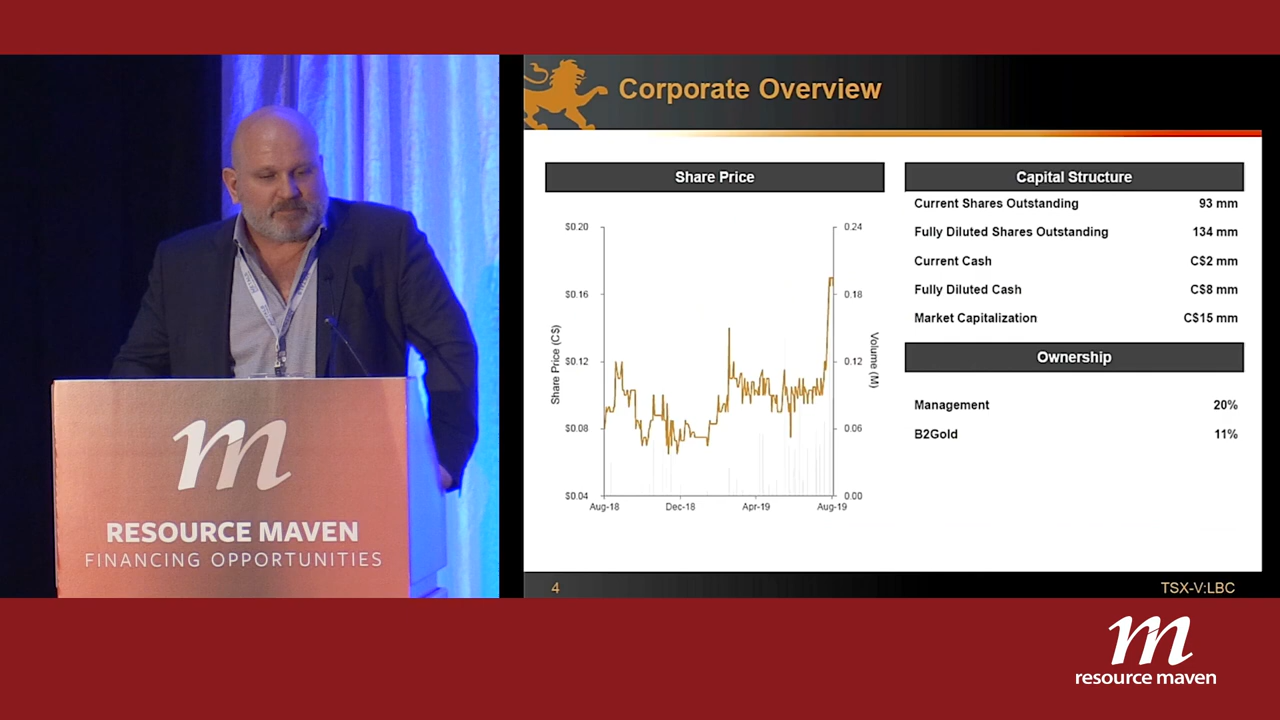 m
RESOURCE MAVEN
FINANCING OPPORTUNITIES
Corporate Overview
Share Price
Share Price (C$)
$0.20
$0.16
$0.12
$0.08
$0.04
Aug-18 Dec-18 Apr-19 Aug-19
0.24
0.18
0.12
0.06
0.00
Volume (M)
Capital Structure
Current Shares Outstanding 93 mm
Fully Diluted Shares Outstanding 134 mm
Current Cash C$2 mm
Fully Diluted Cash C$8 mm
Market Capitalization C$15 mm
Ownership
Management 20%
B2Gold 11%
4 TSX-V:LBC
m
resource maven